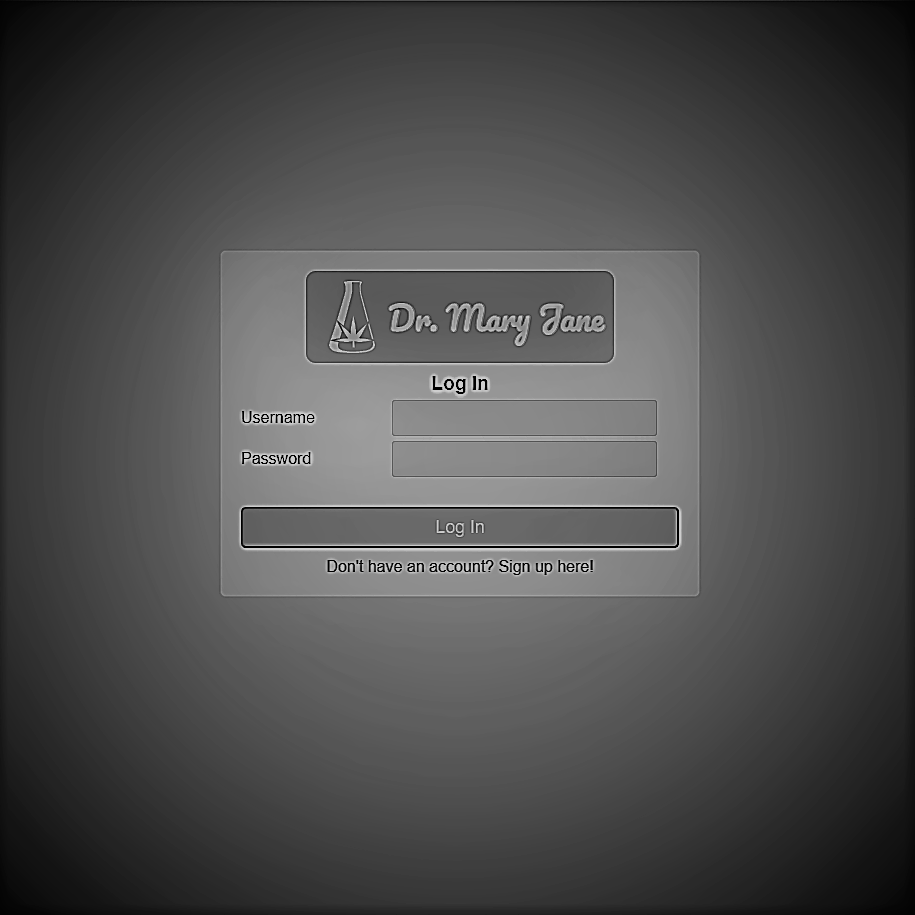 Dr. Mary Jane
Log In
Username
Password
Log In
Don't have an account? Sign up here!